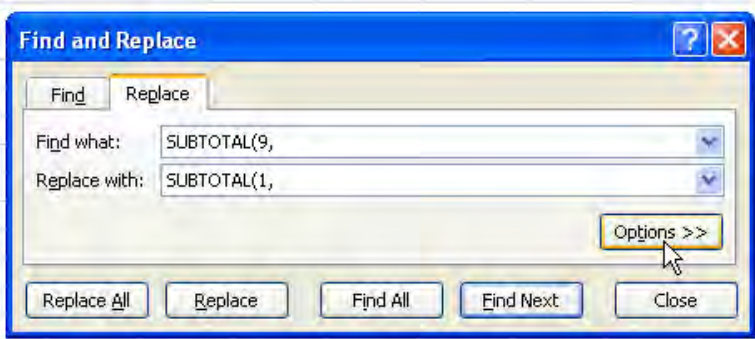 Find and Replace
Find Replace
Find what: SUBTOTAL(9,
Replace with: SUBTOTAL(1,
Options >>
Replace All Replace Find All Find Next Close